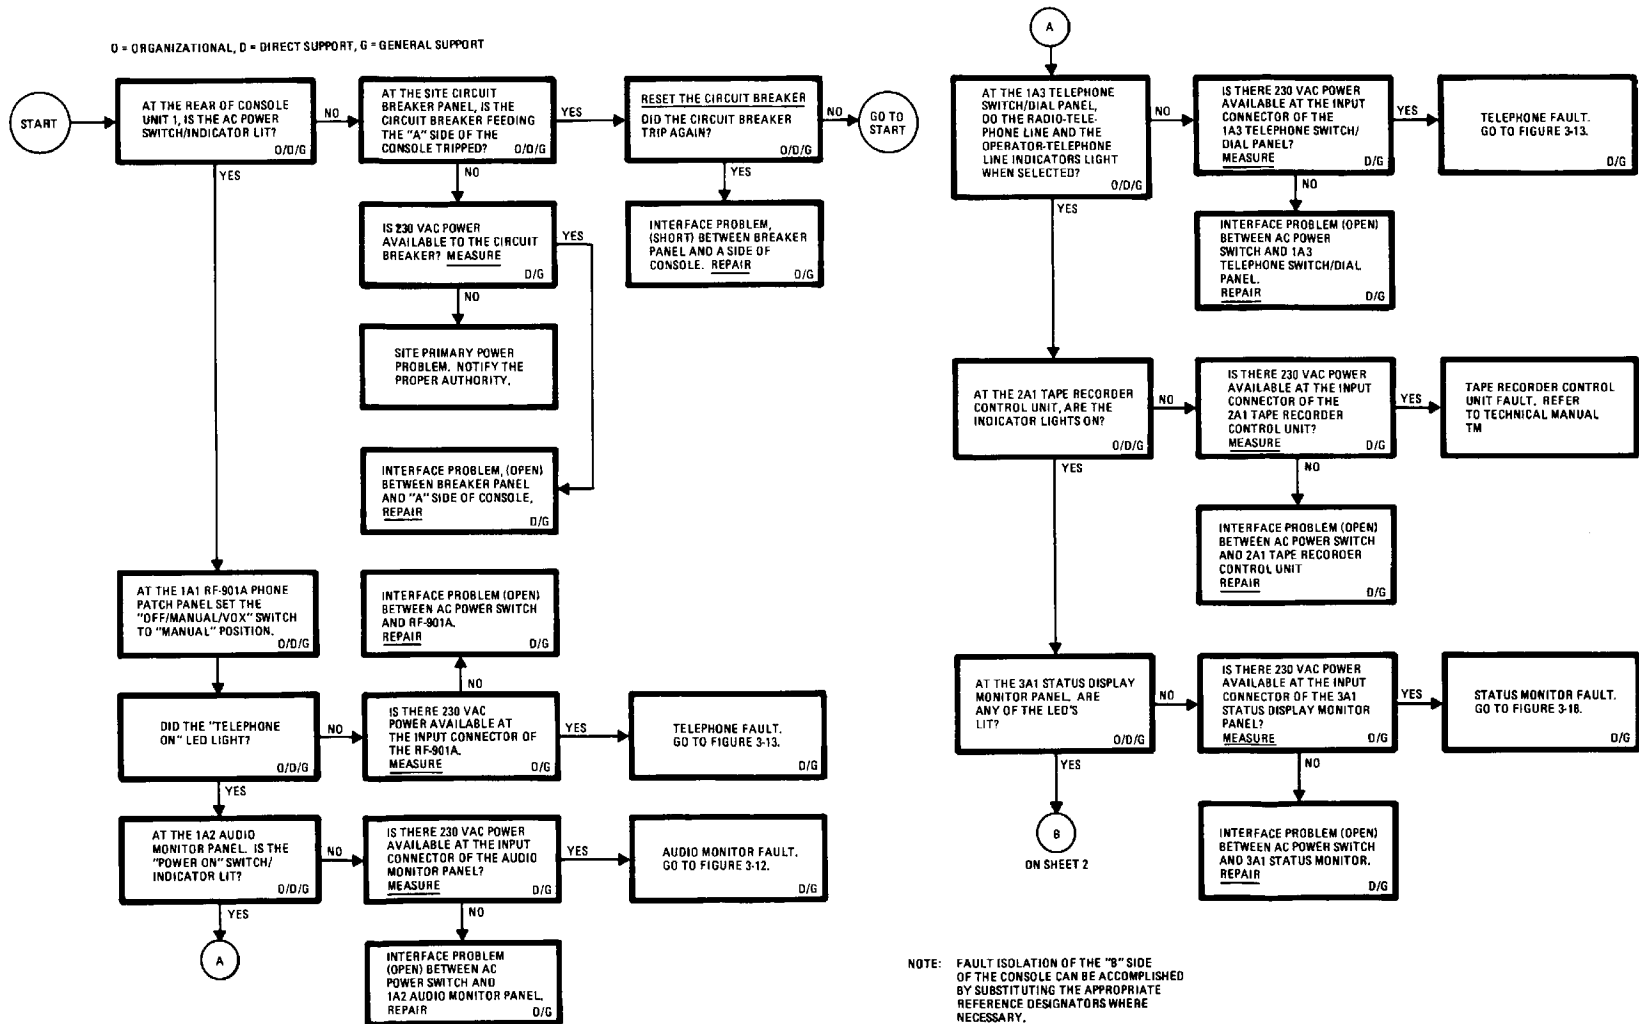 O = ORGANIZATIONAL, D = DIRECT SUPPORT, G = GENERAL SUPPORT
START
AT THE REAR OF CONSOLE
UNIT 1, IS THE AC POWER
SWITCH/INDICATOR LIT?
O/D/G
NO
YES
AT THE SITE CIRCUIT
BREAKER PANEL, IS THE
CIRCUIT BREAKER FEEDING
THE "A" SIDE OF THE
CONSOLE TRIPPED?
O/D/G
YES
NO
RESET THE CIRCUIT BREAKER
DID THE CIRCUIT BREAKER
TRIP AGAIN?
O/D/G
NO
YES
GO TO
START
IS 230 VAC POWER
AVAILABLE TO THE CIRCUIT
BREAKER? MEASURE
D/G
YES
NO
INTERFACE PROBLEM,
(SHORT) BETWEEN BREAKER
PANEL AND A SIDE OF
CONSOLE. REPAIR
O/G
SITE PRIMARY POWER
PROBLEM. NOTIFY THE
PROPER AUTHORITY.
INTERFACE PROBLEM, (OPEN)
BETWEEN BREAKER PANEL
AND "A" SIDE OF CONSOLE,
REPAIR
D/G
AT THE 1A1 RF-901A PHONE
PATCH PANEL SET THE
"OFF/MANUAL/VOX" SWITCH
TO "MANUAL" POSITION.
O/D/G
INTERFACE PROBLEM (OPEN)
BETWEEN AC POWER SWITCH
AND RF-901A.
REPAIR
D/G
NO
DID THE "TELEPHONE
ON" LED LIGHT?
O/D/G
NO
YES
IS THERE 230 VAC
POWER AVAILABLE AT
THE INPUT CONNECTOR OF
THE RF-901A.
MEASURE
D/G
YES
TELEPHONE FAULT.
GO TO FIGURE 3-13.
D/G
AT THE 1A2 AUDIO
MONITOR PANEL. IS THE
"POWER ON" SWITCH/
INDICATOR LIT?
O/D/G
NO
YES
A
IS THERE 230 VAC POWER
AVAILABLE AT THE INPUT
CONNECTOR OF THE AUDIO
MONITOR PANEL?
MEASURE
D/G
YES
NO
AUDIO MONITOR FAULT.
GO TO FIGURE 3-12.
D/G
INTERFACE PROBLEM
(OPEN) BETWEEN AC
POWER SWITCH AND
1A2 AUDIO MONITOR PANEL,
REPAIR
D/G
A
AT THE 1A3 TELEPHONE
SWITCH/DIAL PANEL,
DO THE RADIO-TELE-
PHONE LINE AND THE
OPERATOR-TELEPHONE
LINE INDICATORS LIGHT
WHEN SELECTED?
O/D/G
NO
YES
IS THERE 230 VAC POWER
AVAILABLE AT THE INPUT
CONNECTOR OF THE
1A3 TELEPHONE SWITCH/
DIAL PANEL?
MEASURE
D/G
YES
NO
TELEPHONE FAULT.
GO TO FIGURE 3-13.
D/G
INTERFACE PROBLEM (OPEN)
BETWEEN AC POWER
SWITCH AND 1A3
TELEPHONE SWITCH/DIAL
PANEL.
REPAIR
D/G
AT THE 2A1 TAPE RECORDER
CONTROL UNIT, ARE THE
INDICATOR LIGHTS ON?
O/D/G
NO
YES
IS THERE 230 VAC POWER
AVAILABLE AT THE INPUT
CONNECTOR OF THE
2A1 TAPE RECORDER
CONTROL UNIT?
MEASURE
D/G
YES
NO
TAPE RECORDER CONTROL
UNIT FAULT. REFER
TO TECHNICAL MANUAL
TM
INTERFACE PROBLEM (OPEN)
BETWEEN AC POWER SWITCH
AND 2A1 TAPE RECORDER
CONTROL UNIT
REPAIR
D/G
AT THE 3A1 STATUS DISPLAY
MONITOR PANEL. ARE
ANY OF THE LED'S
LIT?
O/D/G
NO
YES
IS THERE 230 VAC POWER
AVAILABLE AT THE INPUT
CONNECTOR OF THE 3A1
STATUS DISPLAY MONITOR
PANEL?
MEASURE
D/G
YES
NO
STATUS MONITOR FAULT.
GO TO FIGURE 3-18.
D/G
B
ON SHEET 2
INTERFACE PROBLEM (OPEN)
BETWEEN AC POWER SWITCH
AND 3A1 STATUS MONITOR.
REPAIR
D/G
NOTE: FAULT ISOLATION OF THE "B" SIDE
OF THE CONSOLE CAN BE ACCOMPLISHED
BY SUBSTITUTING THE APPROPRIATE
REFERENCE DESIGNATORS WHERE
NECESSARY.